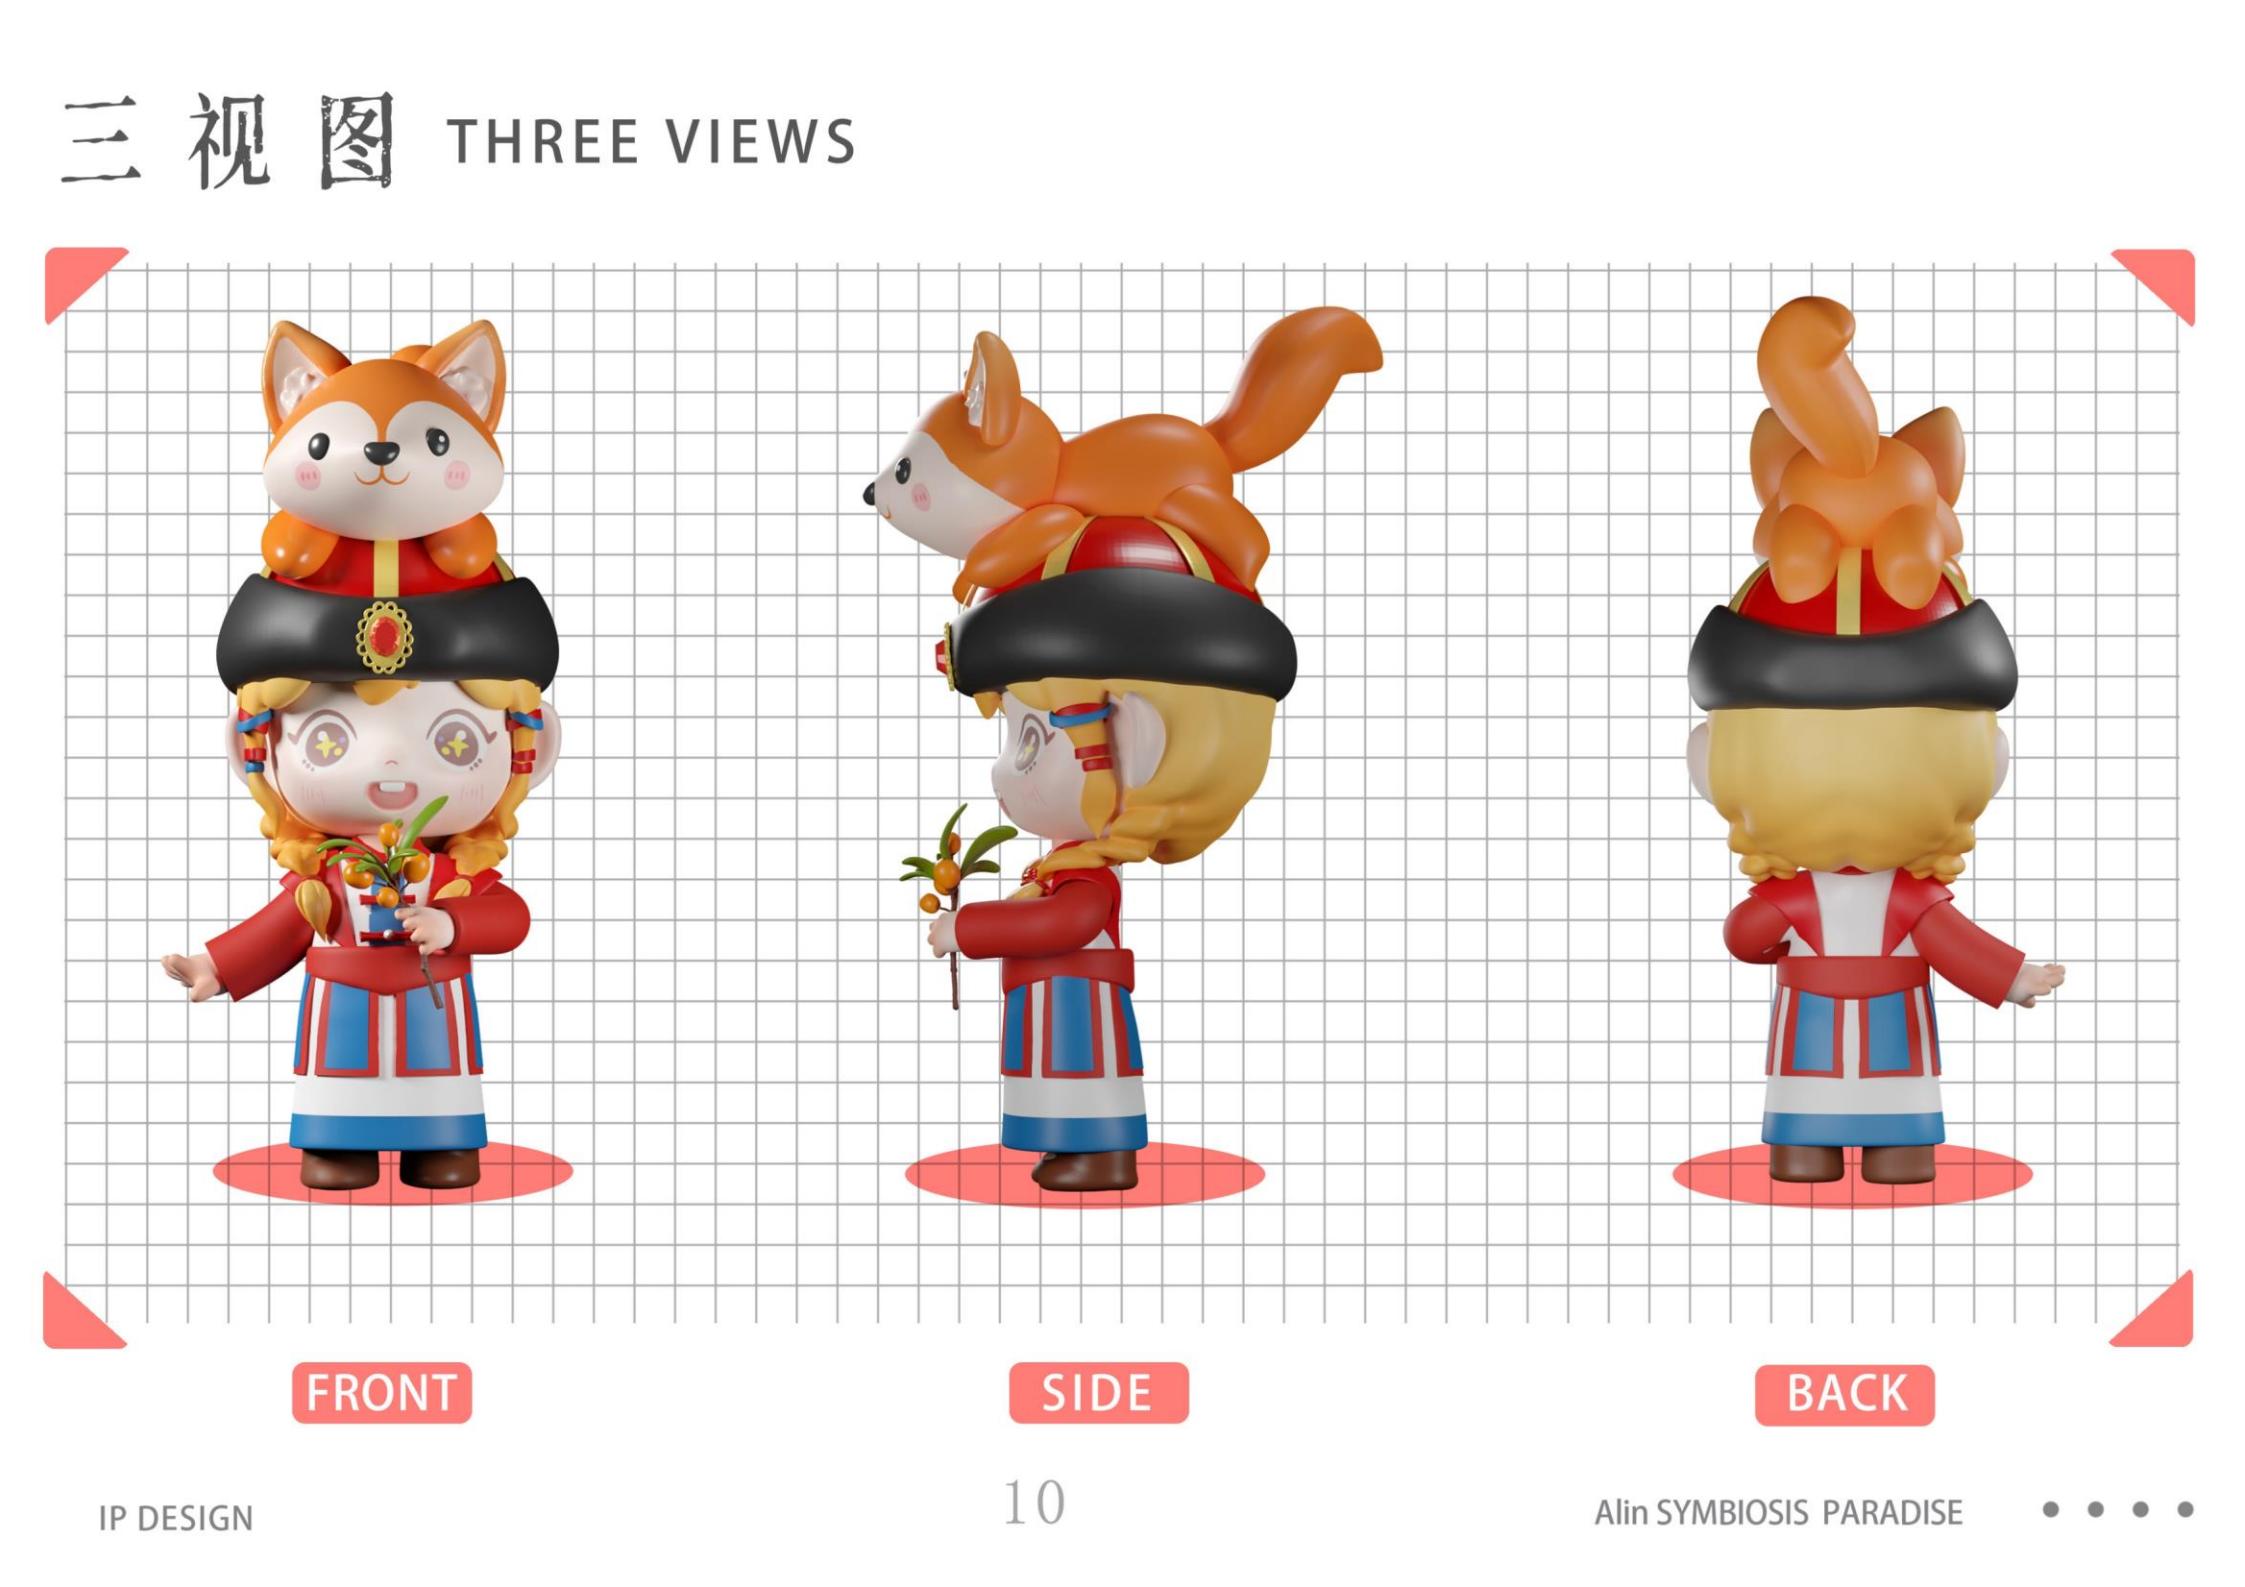 三视图 THREE VIEWS
FRONT
SIDE
BACK
IP DESIGN
10
Alin SYMBIOSIS PARADISE